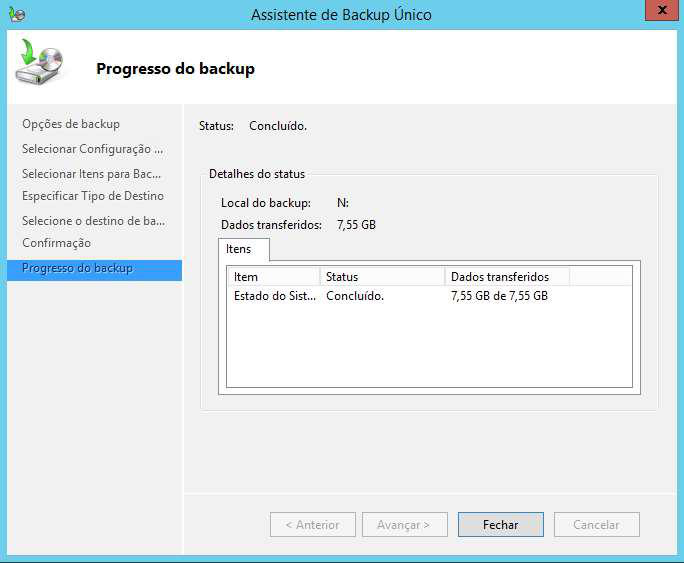 Assistente de Backup Único
Progresso do backup
Opções de backup
Selecionar Configuração ...
Selecionar Itens para Bac...
Especificar Tipo de Destino
Selecione o destino de ba...
Confirmação
Progresso do backup
Status: Concluído.
Detalhes do status
Local do backup: N:
Dados transferidos: 7,55 GB
Itens
Item Status Dados transferidos
Estado do Sist... Concluído. 7,55 GB de 7,55 GB
< Anterior Avançar > Fechar Cancelar